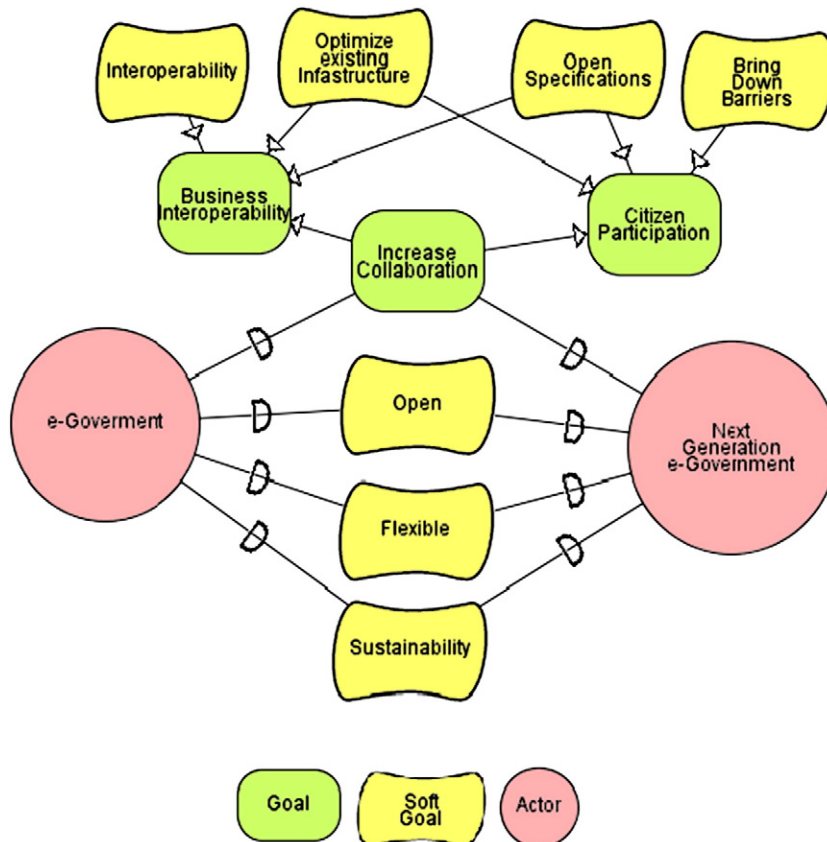 Interoperability
Optimize
existing
Infastructure
Open
Specifications
Bring
Down
Barriers
Business
Interoperability
Citizen
Participation
Increase
Collaboration
e-Goverment
Open
Next
Generation
e-Government
Flexible
Sustainability
Goal
Soft
Goal
Actor